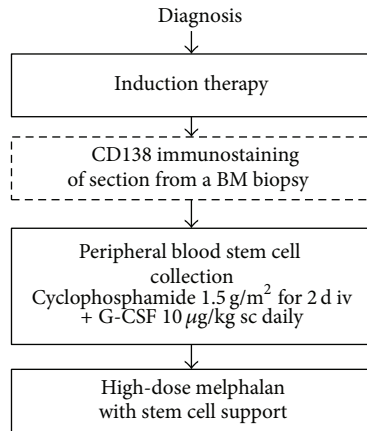 Diagnosis
Induction therapy
CD138 immunostaining
of section from a BM biopsy
Peripheral blood stem cell
collection
Cyclophosphamide 1.5 g/m² for 2 d iv
+ G-CSF 10 μg/kg sc daily
High-dose melphalan
with stem cell support